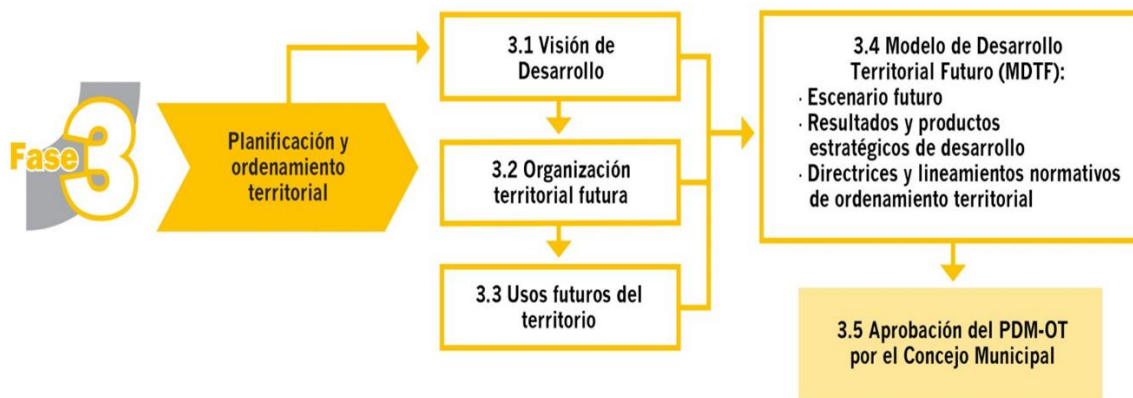 Fase 3
Planificación y
ordenamiento
territorial
3.1 Visión de
Desarrollo
3.2 Organización
territorial futura
3.3 Usos futuros del
territorio
3.4 Modelo de Desarrollo
Territorial Futuro (MDTF):
· Escenario futuro
· Resultados y productos
estratégicos de desarrollo
· Directrices y lineamientos normativos
de ordenamiento territorial
3.5 Aprobación del PDM-OT
por el Concejo Municipal